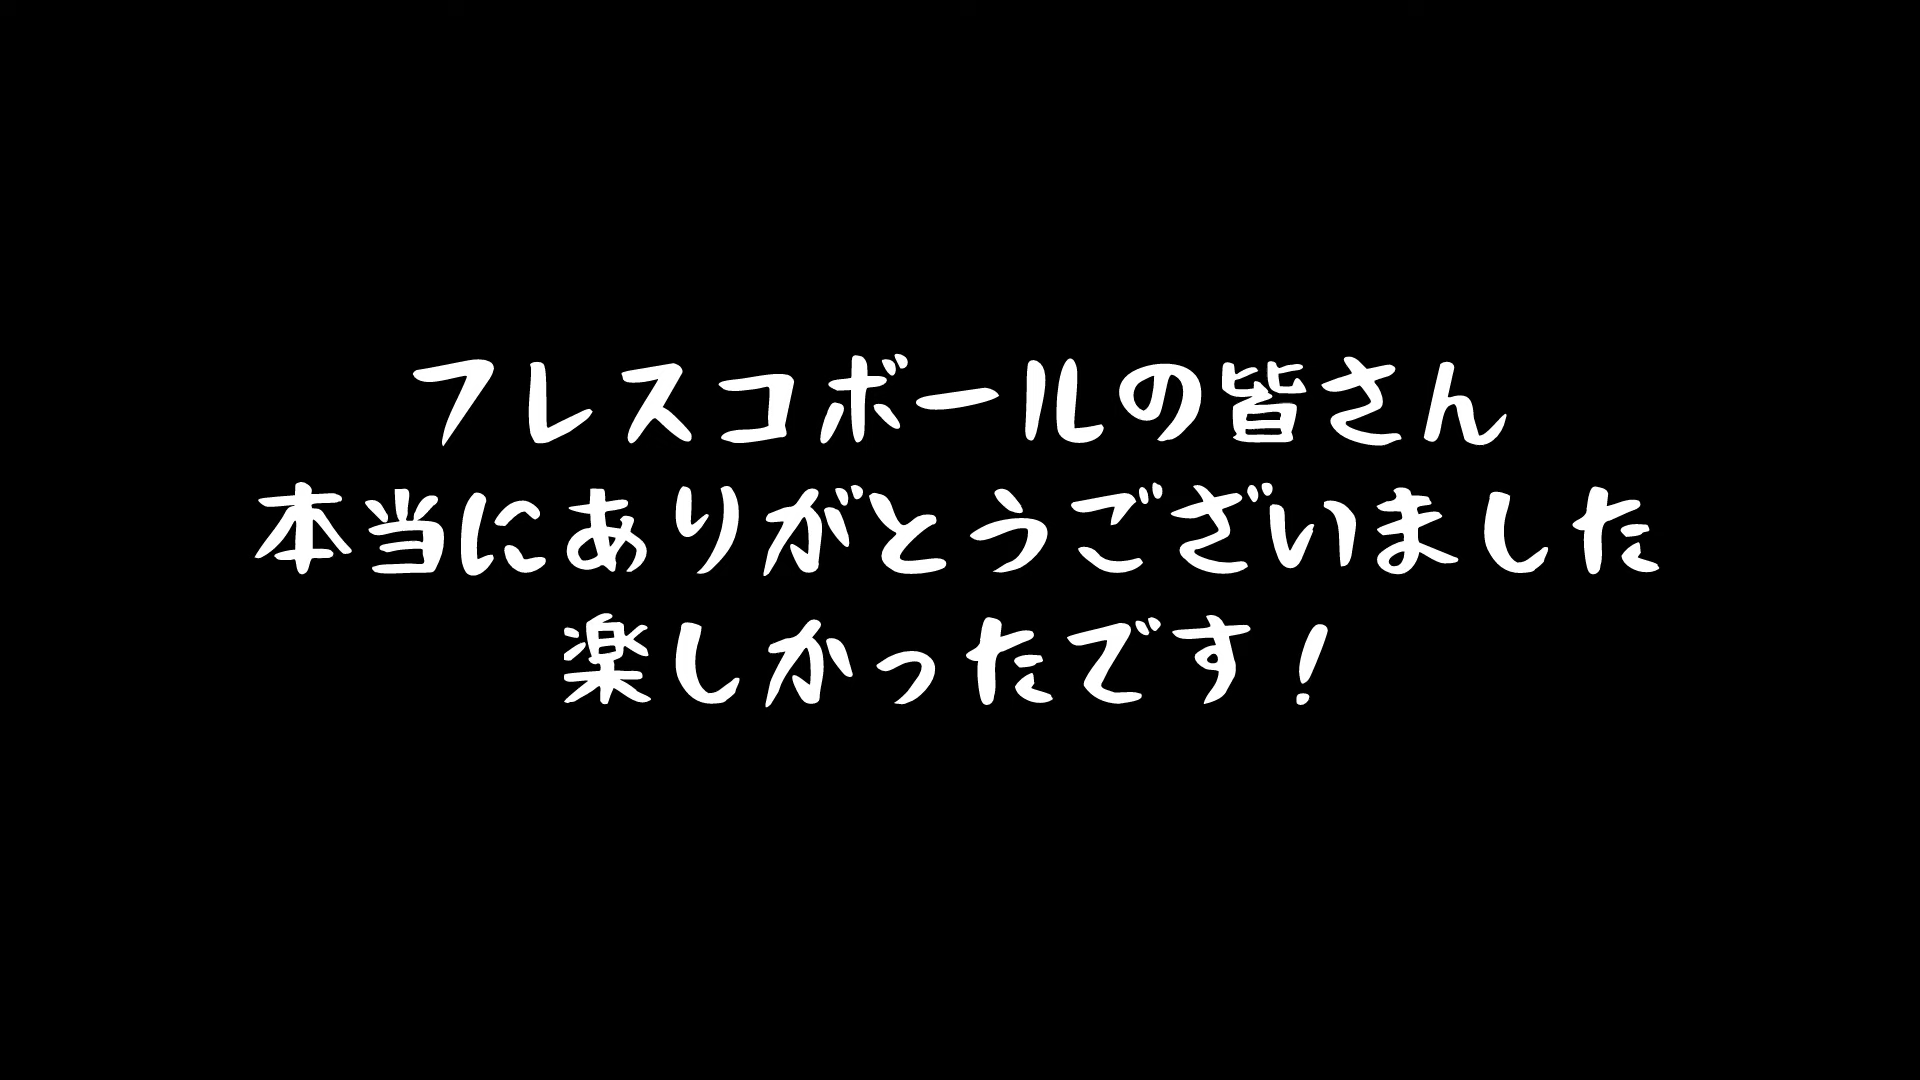 フレスコボールの皆さん
本当にありがとうございました
楽しかったです！